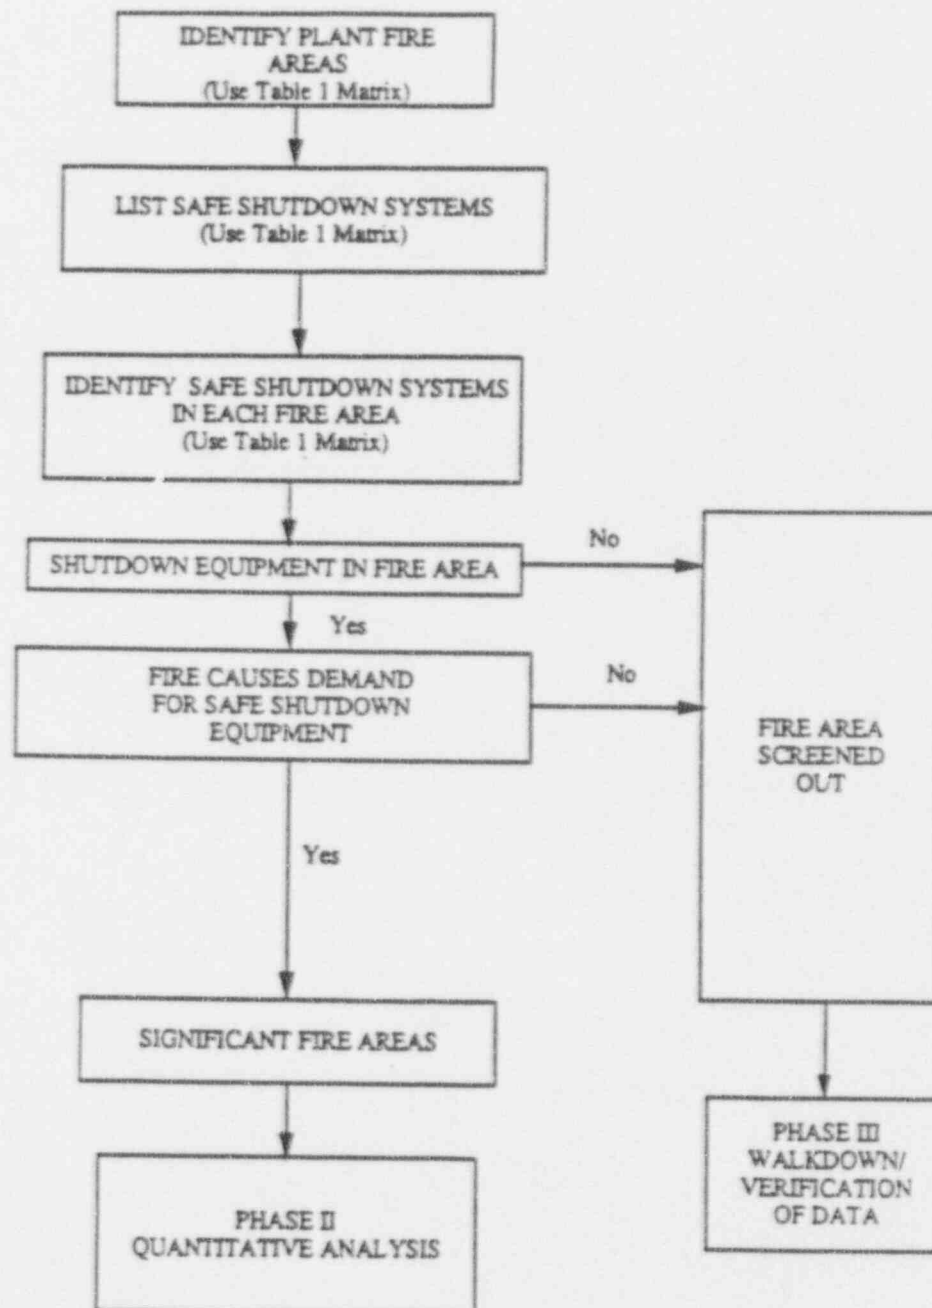 IDENTIFY PLANT FIRE
AREAS
(Use Table 1 Matrix)
LIST SAFE SHUTDOWN SYSTEMS
(Use Table 1 Matrix)
IDENTIFY SAFE SHUTDOWN SYSTEMS
IN EACH FIRE AREA
(Use Table 1 Matrix)
SHUTDOWN EQUIPMENT IN FIRE AREA
No
Yes
FIRE CAUSES DEMAND
FOR SAFE SHUTDOWN
EQUIPMENT
No
FIRE AREA
SCREENED
OUT
Yes
SIGNIFICANT FIRE AREAS
PHASE III
WALKDOWN/
VERIFICATION
OF DATA
PHASE II
QUANTITATIVE ANALYSIS